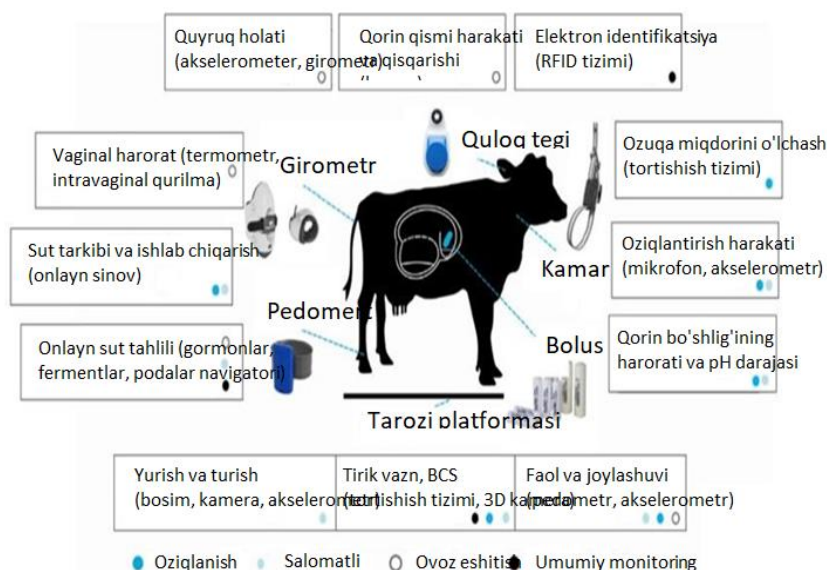 Quyruq holati
(akselerometer, girometr)
Qorin qismi harakati
va qisqarishi
Elektron identifikatsiya
(RFID tizimi)
Vaginal harorat (termometr,
intravaginal qurilma)
Girometr
Quloq tegi
Ozuqa miqdorini o'lchash
(tortishish tizimi)
Sut tarkibi va ishlab chiqarish
(onlayn sinov)
Kamar
Oziqlantirish harakati
(mikrofon, akselerometr)
Pedometr
Onlayn sut tahlili (gormonlar,
fermentlar, podalar navigatori)
Bolus
Qorin bo'shlig'ining
harorati va pH darajasi
Tarozi platformasi
Yurish va turish
(bosim, kamera, akselerometr)
Tirik vazn, BCS
(tortishish tizimi, 3D kamera)
Faol va joylashuvi
(pedometr, akselerometr)
Oziqlanish
Salomatli
Ovoz eshitish
Umumiy monitoring